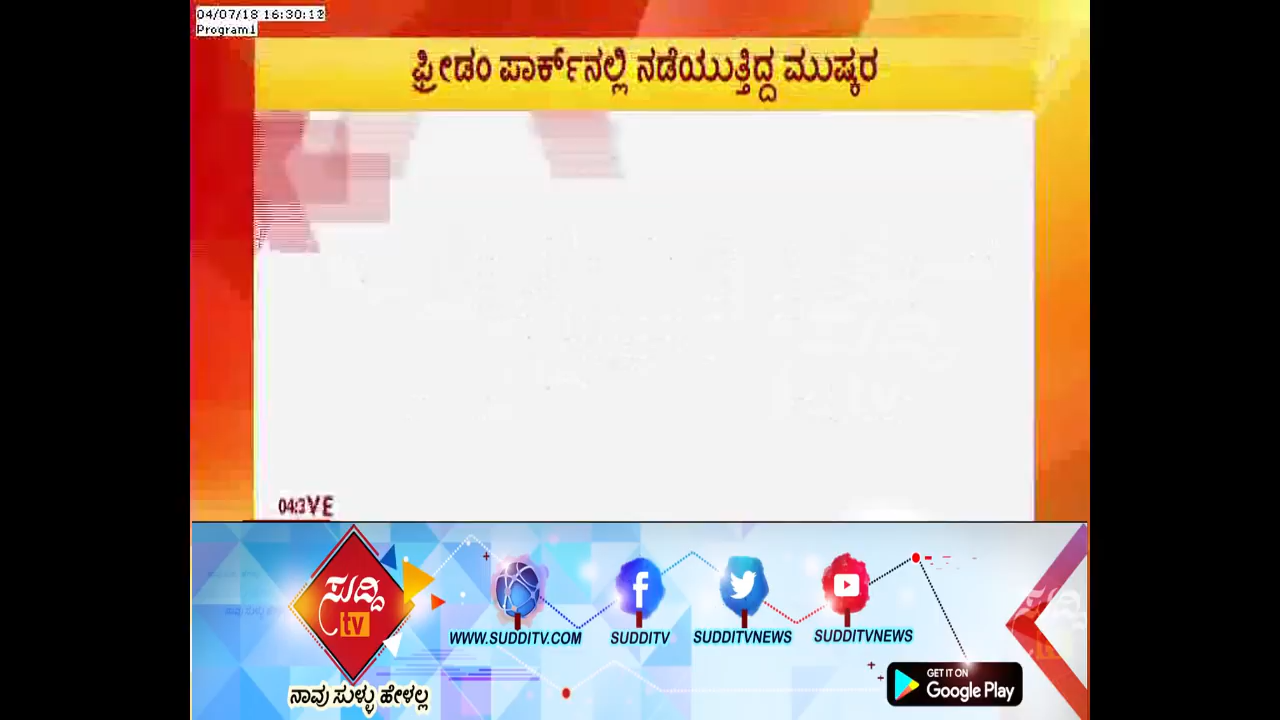 04/07/18 16:30:12
Program1
ಫ್ರೀಡಂ ಪಾರ್ಕ್‌ನಲ್ಲಿ ನಡೆಯುತ್ತಿದ್ದ ಮುಷ್ಕರ
ಸುದ್ದಿ
tv
ನಾವು ಸುಳ್ಳು ಹೇಳಲ್ಲ
WWW.SUDDITV.COM
SUDDITV
SUDDITVNEWS
SUDDITVNEWS
GET IT ON
Google Play